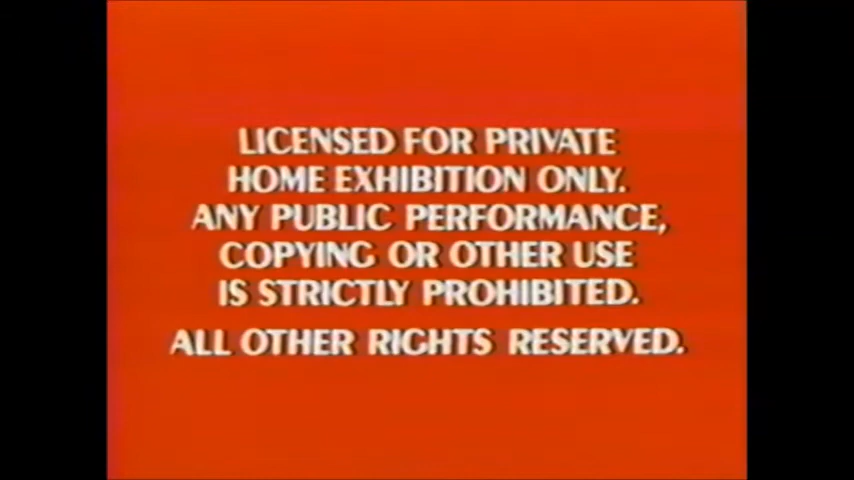 LICENSED FOR PRIVATE
HOME EXHIBITION ONLY.
ANY PUBLIC PERFORMANCE,
COPYING OR OTHER USE
IS STRICTLY PROHIBITED.
ALL OTHER RIGHTS RESERVED.